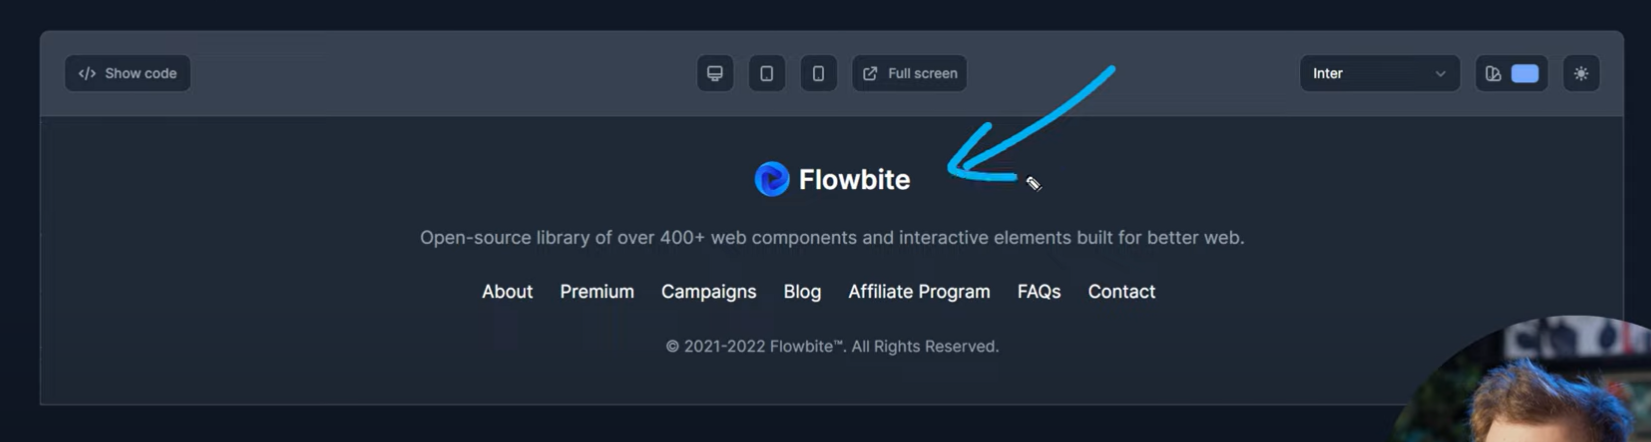 </> Show code Full screen Inter
Flowbite
Open-source library of over 400+ web components and interactive elements built for better web.
About Premium Campaigns Blog Affiliate Program FAQs Contact
© 2021-2022 Flowbite™. All Rights Reserved.